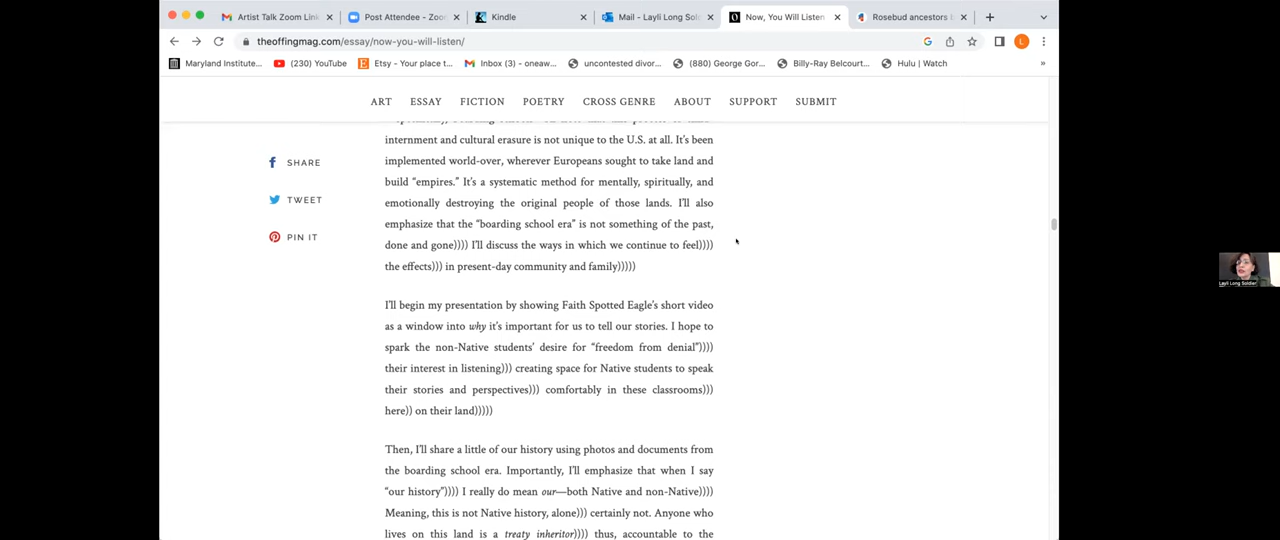 Artist Talk Zoom Link
Post Attendee - Zoo
Kindle
Mail - Layli Long Sol
Now, You Will Listen
Rosebud ancestors
theoffingmag.com/essay/now-you-will-listen/
L
Maryland Institute...
(230) YouTube
Etsy - Your place t...
Inbox (3) - oneaw...
uncontested divor...
(880) George Gor...
Billy-Ray Belcourt...
Hulu | Watch
»
ART ESSAY FICTION POETRY CROSS GENRE ABOUT SUPPORT SUBMIT
SHARE
TWEET
PIN IT
internment and cultural erasure is not unique to the U.S. at all. It's been
implemented world-over, wherever Europeans sought to take land and
build “empires.” It's a systematic method for mentally, spiritually, and
emotionally destroying the original people of those lands. I'll also
emphasize that the “boarding school era” is not something of the past,
done and gone)))) I'll discuss the ways in which we continue to feel))))
the effects))) in present-day community and family)))))
I'll begin my presentation by showing Faith Spotted Eagle's short video
as a window into why it's important for us to tell our stories. I hope to
spark the non-Native students' desire for “freedom from denial”))))
their interest in listening))) creating space for Native students to speak
their stories and perspectives))) comfortably in these classrooms)))
here)) on their land)))))
Then, I'll share a little of our history using photos and documents from
the boarding school era. Importantly, I'll emphasize that when I say
“our history”)))) I really do mean our—both Native and non-Native))))
Meaning, this is not Native history, alone))) certainly not. Anyone who
lives on this land is a treaty inheritor)))) thus, accountable to the
Layli Long Soldier